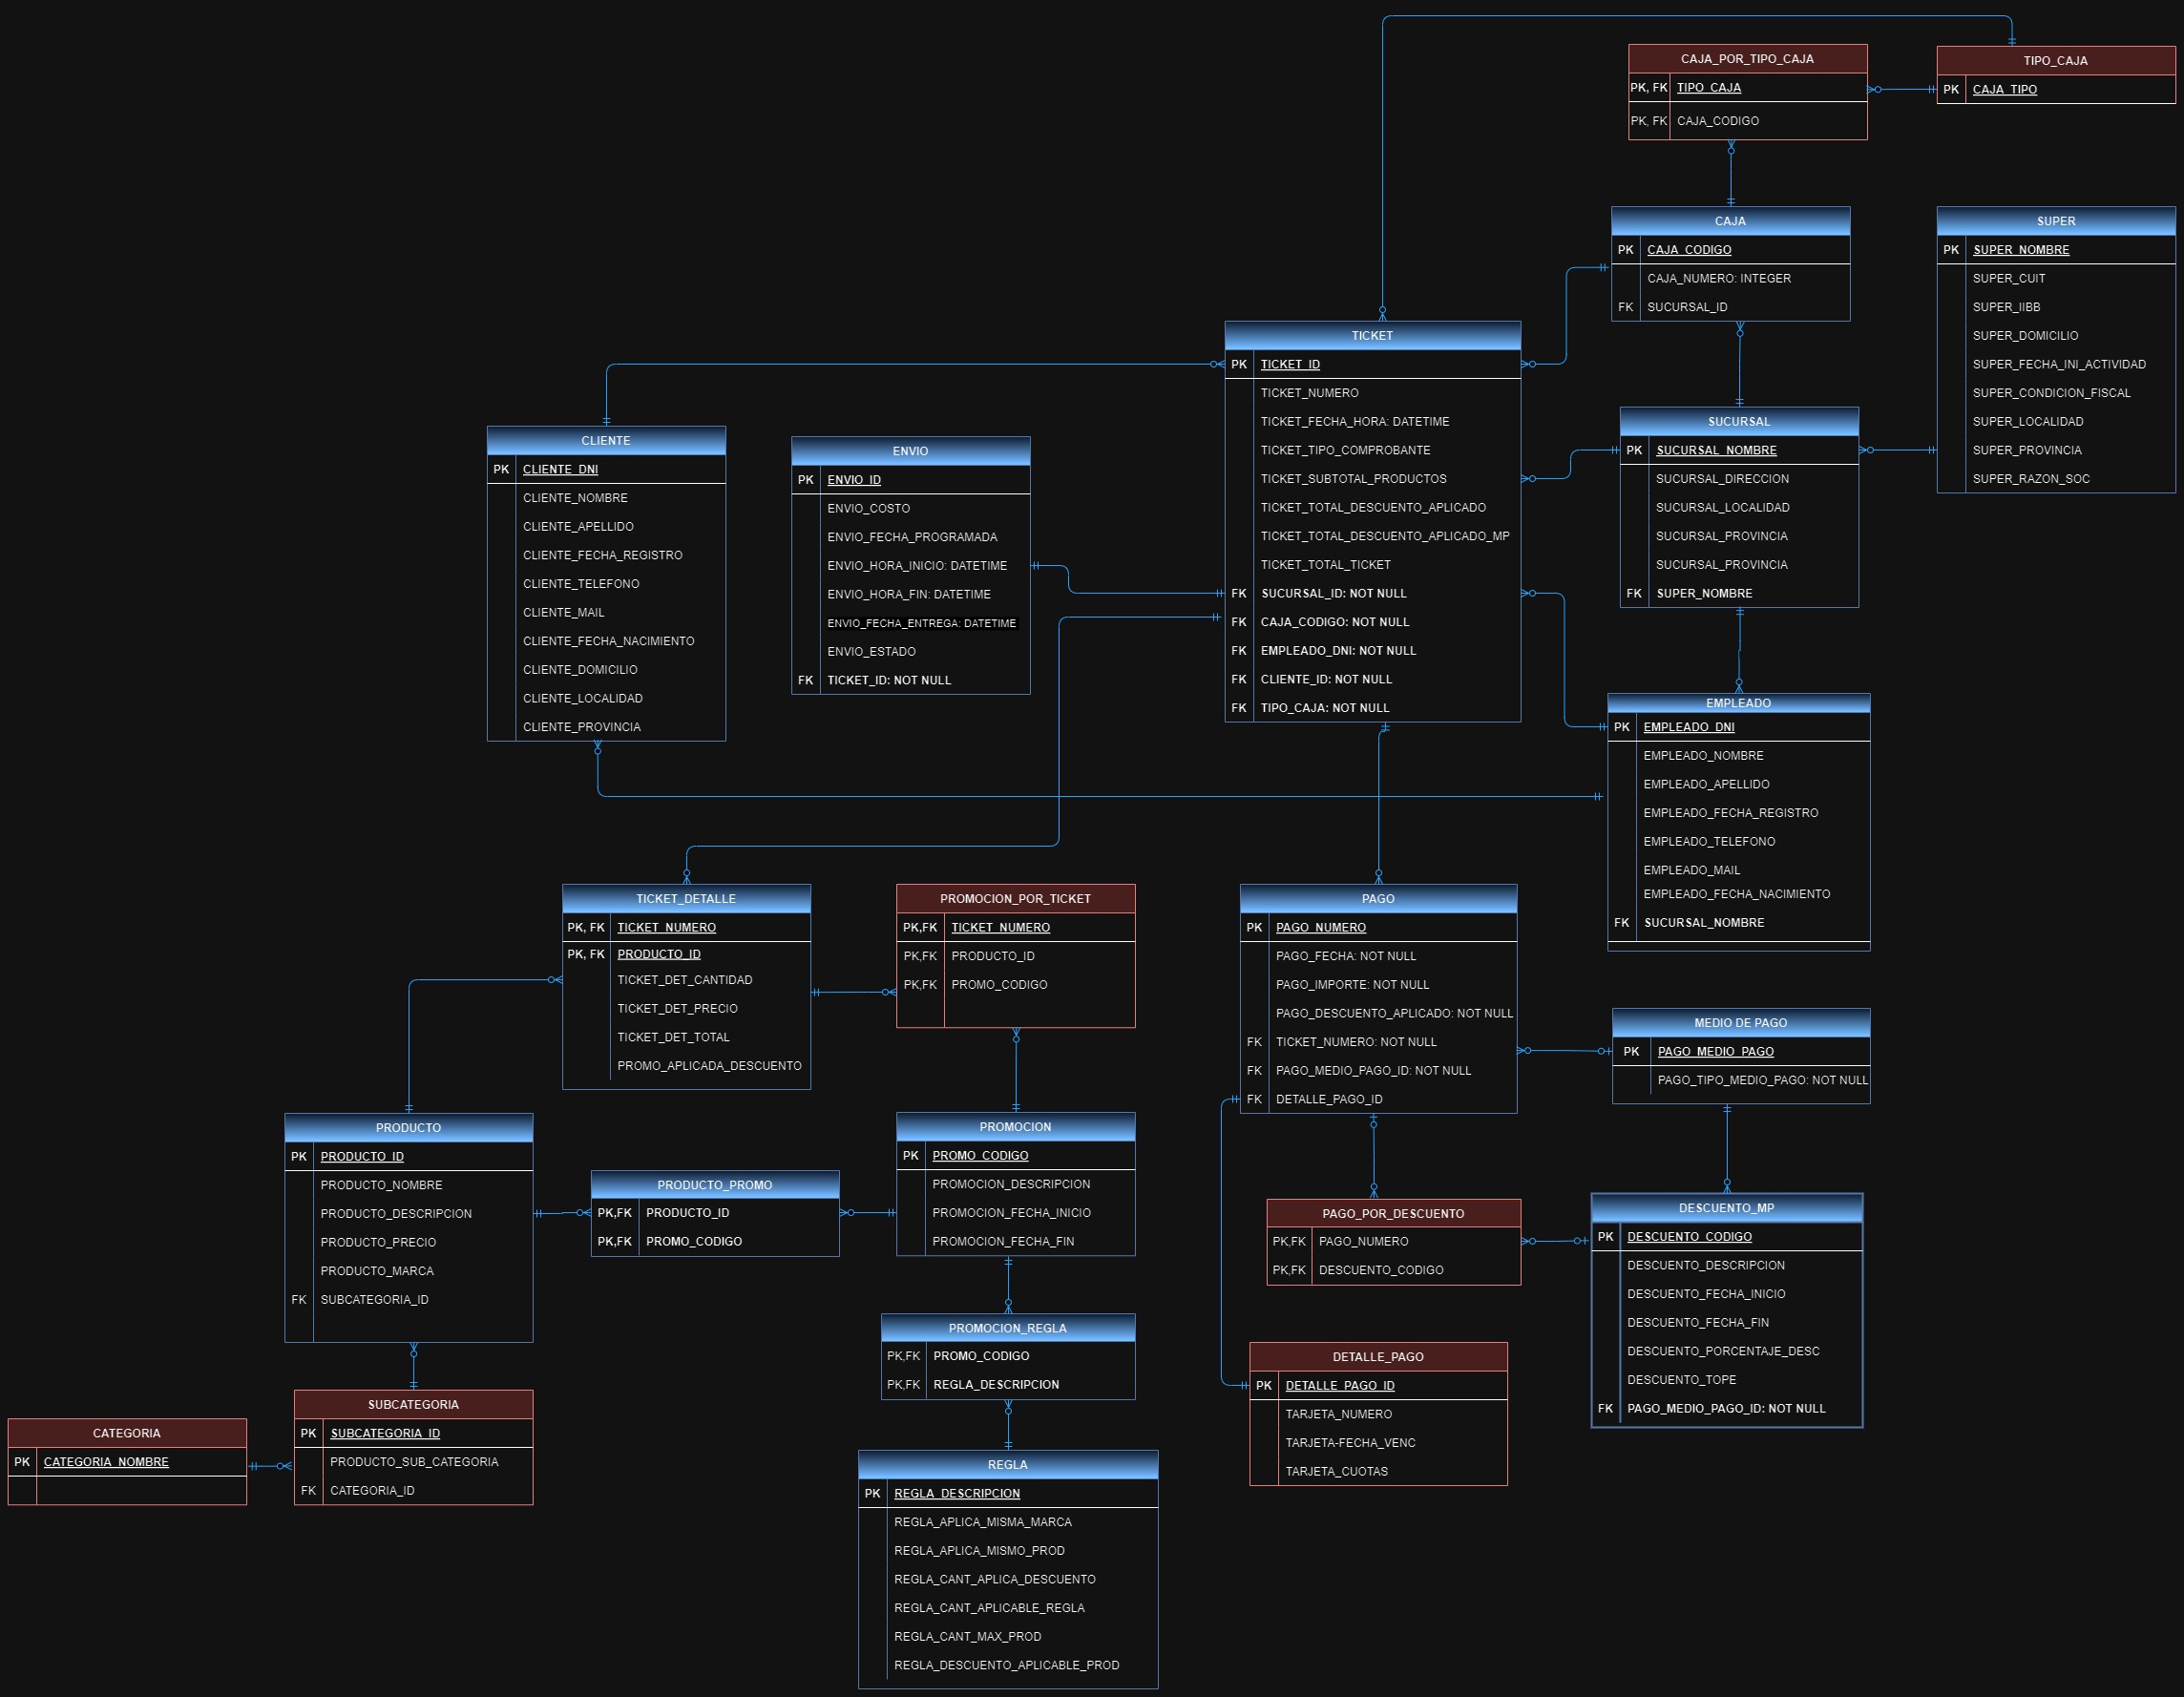 CAJA_POR_TIPO_CAJA
PK, FK TIPO_CAJA
PK, FK CAJA_CODIGO
TIPO_CAJA
PK CAJA_TIPO
CAJA
PK CAJA_CODIGO
CAJA_NUMERO: INTEGER
FK SUCURSAL_ID
SUPER
PK SUPER_NOMBRE
SUPER_CUIT
SUPER_IIBB
SUPER_DOMICILIO
SUPER_FECHA_INI_ACTIVIDAD
SUPER_CONDICION_FISCAL
SUPER_LOCALIDAD
SUPER_PROVINCIA
SUPER_RAZON_SOC
TICKET
PK TICKET_ID
TICKET_NUMERO
TICKET_FECHA_HORA: DATETIME
TICKET_TIPO_COMPROBANTE
TICKET_SUBTOTAL_PRODUCTOS
TICKET_TOTAL_DESCUENTO_APLICADO
TICKET_TOTAL_DESCUENTO_APLICADO_MP
TICKET_TOTAL_TICKET
FK SUCURSAL_ID: NOT NULL
FK CAJA_CODIGO: NOT NULL
FK EMPLEADO_DNI: NOT NULL
FK CLIENTE_ID: NOT NULL
FK TIPO_CAJA: NOT NULL
SUCURSAL
PK SUCURSAL_NOMBRE
SUCURSAL_DIRECCION
SUCURSAL_LOCALIDAD
SUCURSAL_PROVINCIA
SUCURSAL_PROVINCIA
FK SUPER_NOMBRE
CLIENTE
PK CLIENTE_DNI
CLIENTE_NOMBRE
CLIENTE_APELLIDO
CLIENTE_FECHA_REGISTRO
CLIENTE_TELEFONO
CLIENTE_MAIL
CLIENTE_FECHA_NACIMIENTO
CLIENTE_DOMICILIO
CLIENTE_LOCALIDAD
CLIENTE_PROVINCIA
ENVIO
PK ENVIO_ID
ENVIO_COSTO
ENVIO_FECHA_PROGRAMADA
ENVIO_HORA_INICIO: DATETIME
ENVIO_HORA_FIN: DATETIME
ENVIO_FECHA_ENTREGA: DATETIME
ENVIO_ESTADO
FK TICKET_ID: NOT NULL
EMPLEADO
PK EMPLEADO_DNI
EMPLEADO_NOMBRE
EMPLEADO_APELLIDO
EMPLEADO_FECHA_REGISTRO
EMPLEADO_TELEFONO
EMPLEADO_MAIL
EMPLEADO_FECHA_NACIMIENTO
FK SUCURSAL_NOMBRE
TICKET_DETALLE
PK, FK TICKET_NUMERO
PK, FK PRODUCTO_ID
TICKET_DET_CANTIDAD
TICKET_DET_PRECIO
TICKET_DET_TOTAL
PROMO_APLICADA_DESCUENTO
PROMOCION_POR_TICKET
PK,FK TICKET_NUMERO
PK,FK PRODUCTO_ID
PK,FK PROMO_CODIGO
PAGO
PK PAGO_NUMERO
PAGO_FECHA: NOT NULL
PAGO_IMPORTE: NOT NULL
PAGO_DESCUENTO_APLICADO: NOT NULL
FK TICKET_NUMERO: NOT NULL
FK PAGO_MEDIO_PAGO_ID: NOT NULL
FK DETALLE_PAGO_ID
MEDIO DE PAGO
PK PAGO_MEDIO_PAGO
PAGO_TIPO_MEDIO_PAGO: NOT NULL
PRODUCTO
PK PRODUCTO_ID
PRODUCTO_NOMBRE
PRODUCTO_DESCRIPCION
PRODUCTO_PRECIO
PRODUCTO_MARCA
FK SUBCATEGORIA_ID
PRODUCTO_PROMO
PK,FK PRODUCTO_ID
PK,FK PROMO_CODIGO
PROMOCION
PK PROMO_CODIGO
PROMOCION_DESCRIPCION
PROMOCION_FECHA_INICIO
PROMOCION_FECHA_FIN
PAGO_POR_DESCUENTO
PK,FK PAGO_NUMERO
PK,FK DESCUENTO_CODIGO
DESCUENTO_MP
PK DESCUENTO_CODIGO
DESCUENTO_DESCRIPCION
DESCUENTO_FECHA_INICIO
DESCUENTO_FECHA_FIN
DESCUENTO_PORCENTAJE_DESC
DESCUENTO_TOPE
FK PAGO_MEDIO_PAGO_ID: NOT NULL
PROMOCION_REGLA
PK,FK PROMO_CODIGO
PK,FK REGLA_DESCRIPCION
DETALLE_PAGO
PK DETALLE_PAGO_ID
TARJETA_NUMERO
TARJETA-FECHA_VENC
TARJETA_CUOTAS
CATEGORIA
PK CATEGORIA_NOMBRE
SUBCATEGORIA
PK SUBCATEGORIA_ID
PRODUCTO_SUB_CATEGORIA
FK CATEGORIA_ID
REGLA
PK REGLA_DESCRIPCION
REGLA_APLICA_MISMA_MARCA
REGLA_APLICA_MISMO_PROD
REGLA_CANT_APLICA_DESCUENTO
REGLA_CANT_APLICABLE_REGLA
REGLA_CANT_MAX_PROD
REGLA_DESCUENTO_APLICABLE_PROD